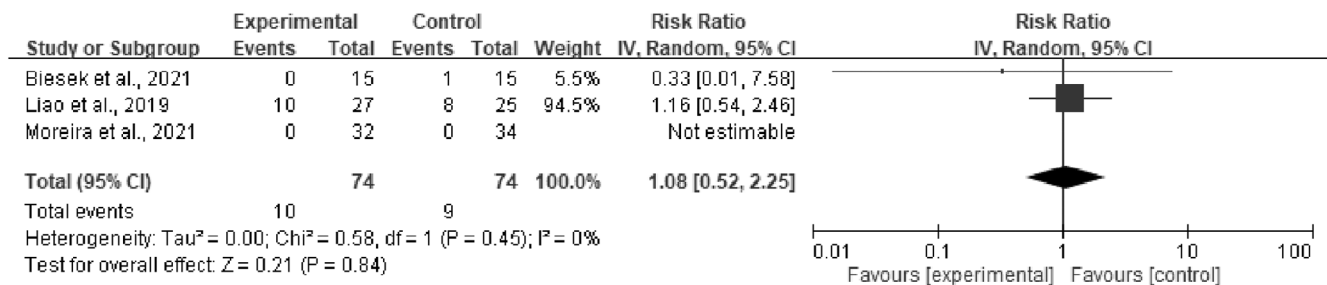 Experimental Control Risk Ratio Risk Ratio
Study or Subgroup Events Total Events Total Weight IV, Random, 95% CI IV, Random, 95% CI
Biesek et al., 2021 0 15 1 15 5.5% 0.33 [0.01, 7.58]
Liao et al., 2019 10 27 8 25 94.5% 1.16 [0.54, 2.46]
Moreira et al., 2021 0 32 0 34 Not estimable
Total (95% CI) 74 74 100.0% 1.08 [0.52, 2.25]
Total events 10 9
Heterogeneity: Tau² = 0.00; Chi² = 0.58, df = 1 (P = 0.45); I² = 0%
Test for overall effect: Z = 0.21 (P = 0.84)
0.01 0.1 1 10 100
Favours [experimental] Favours [control]